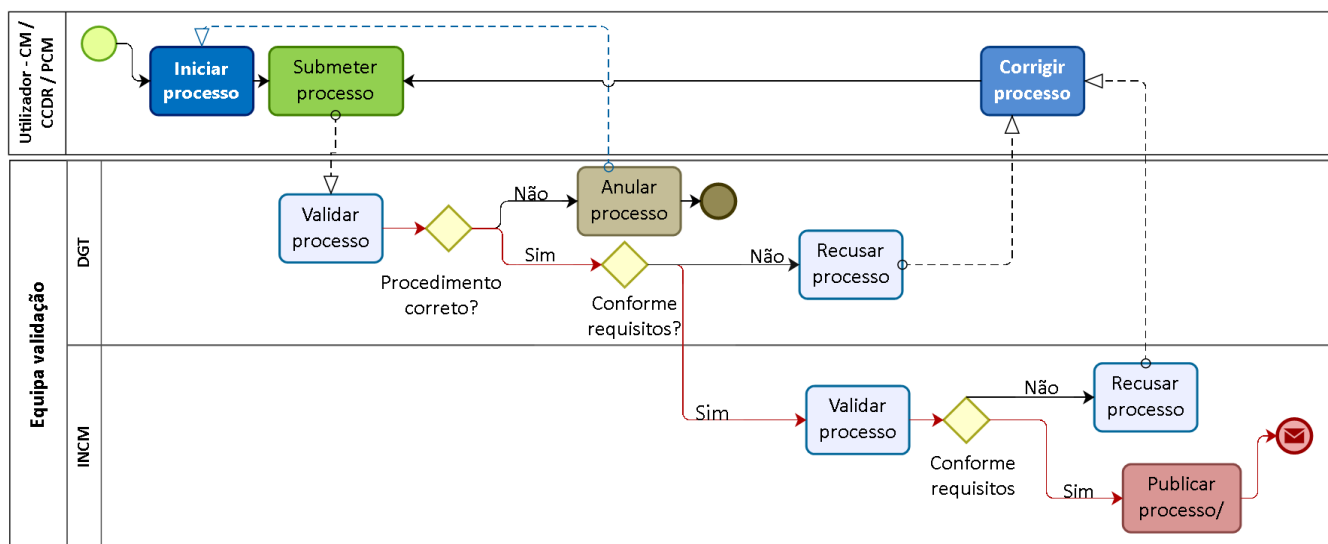 Utilizador - CM /
CCDR / PCM
Iniciar
processo
Submeter
processo
Corrigir
processo
Equipa validação
DGT
Validar
processo
Procedimento
correto?
Não
Anular
processo
Sim
Conforme
requisitos?
Não
Recusar
processo
INCM
Sim
Validar
processo
Conforme
requisitos
Não
Recusar
processo
Sim
Publicar
processo/